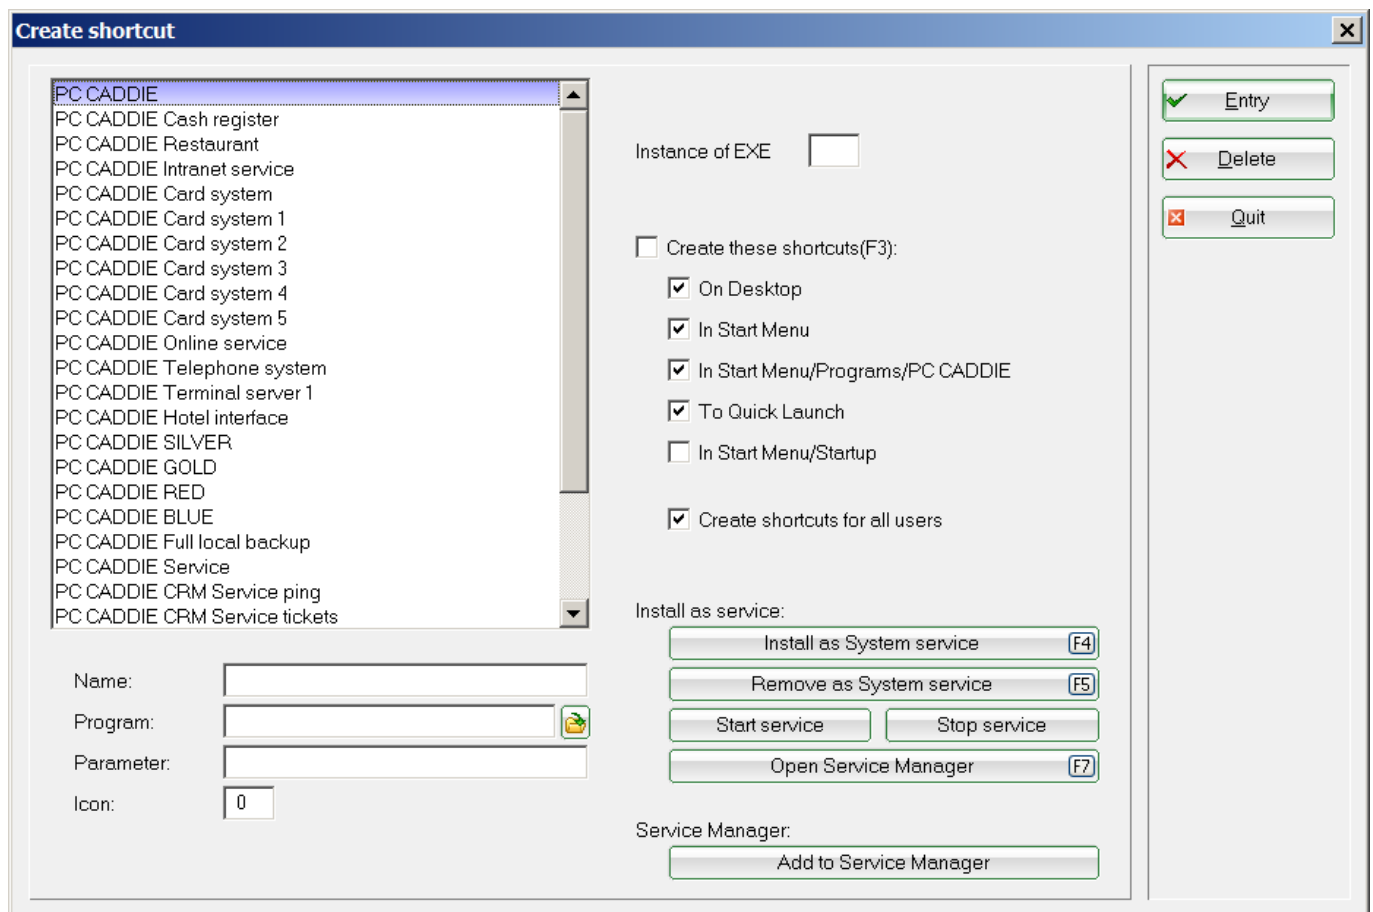 Create shortcut
PC CADDIE
PC CADDIE Cash register
PC CADDIE Restaurant
PC CADDIE Intranet service
PC CADDIE Card system
PC CADDIE Card system 1
PC CADDIE Card system 2
PC CADDIE Card system 3
PC CADDIE Card system 4
PC CADDIE Card system 5
PC CADDIE Online service
PC CADDIE Telephone system
PC CADDIE Terminal server 1
PC CADDIE Hotel interface
PC CADDIE SILVER
PC CADDIE GOLD
PC CADDIE RED
PC CADDIE BLUE
PC CADDIE Full local backup
PC CADDIE Service
PC CADDIE CRM Service ping
PC CADDIE CRM Service tickets
Name:
Program:
Parameter:
Icon: 0
Instance of EXE
Create these shortcuts(F3):
On Desktop
In Start Menu
In Start Menu/Programs/PC CADDIE
To Quick Launch
In Start Menu/Startup
Create shortcuts for all users
Install as service:
Install as System service F4
Remove as System service F5
Start service Stop service
Open Service Manager F7
Service Manager:
Add to Service Manager
Entry
Delete
Quit